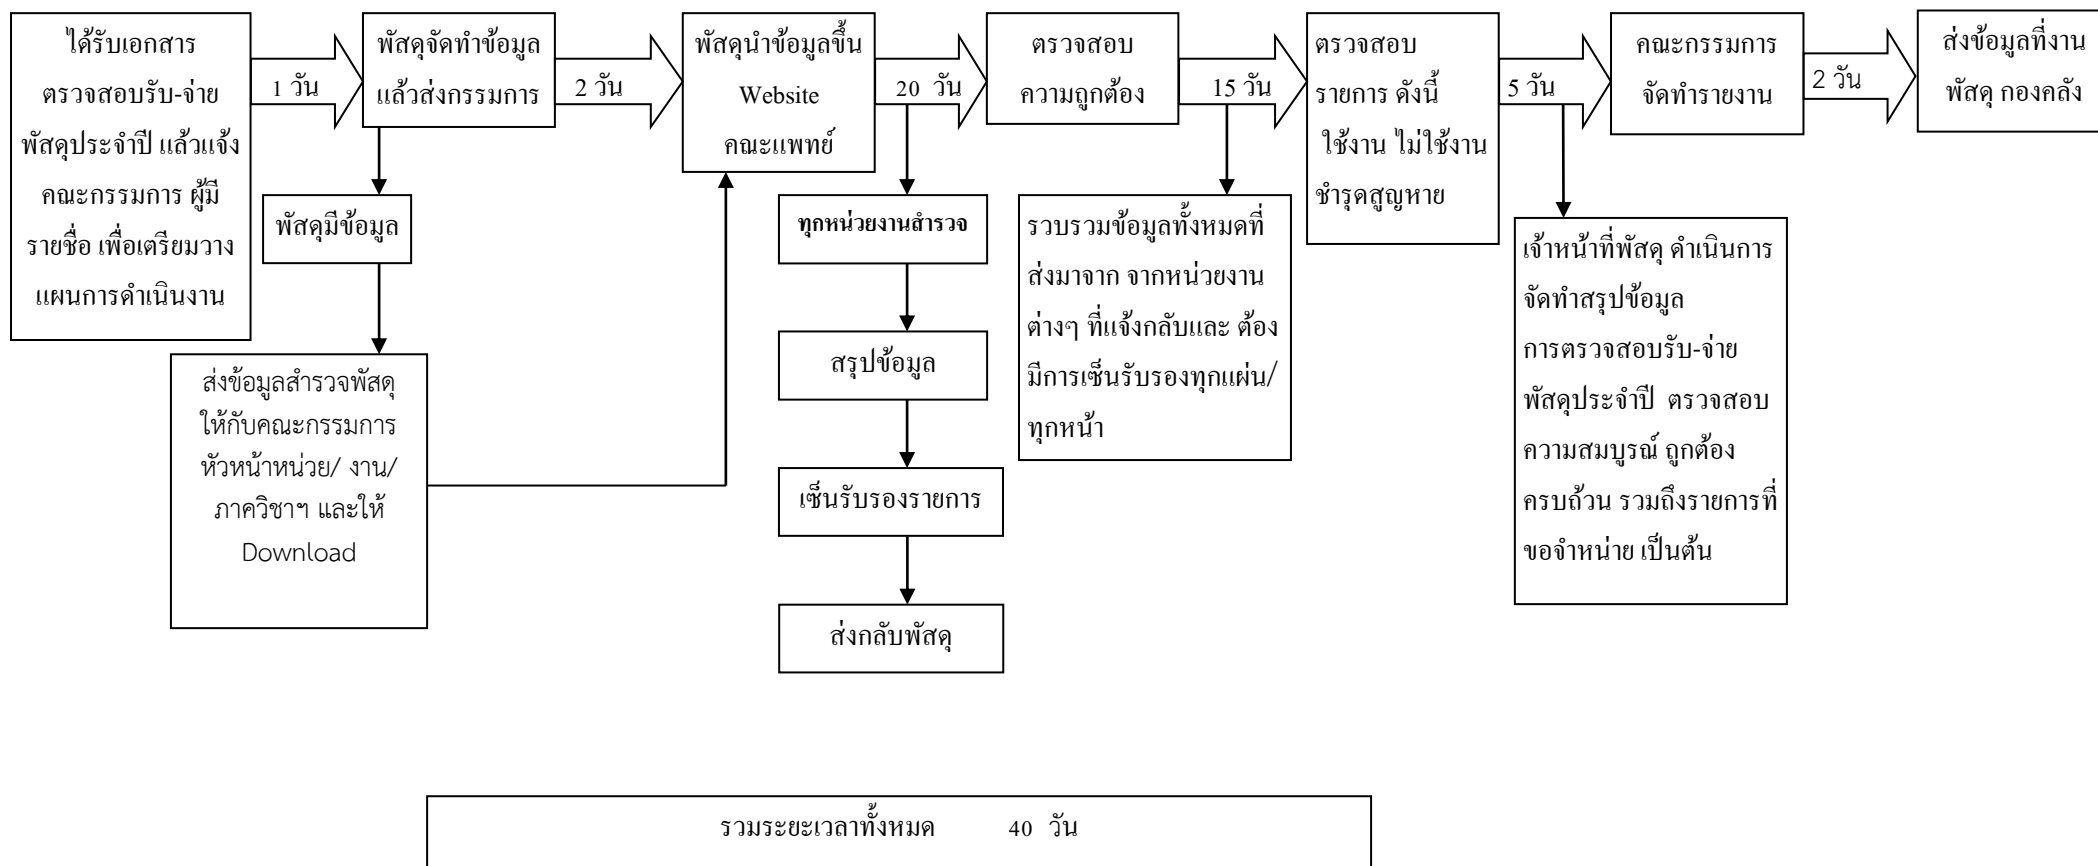 ได้รับเอกสาร
ตรวจสอบรับ-จ่าย
พัสดุประจำปี แล้วแจ้ง
คณะกรรมการ ผู้มี
รายชื่อ เพื่อเตรียมวาง
แผนการดำเนินงาน
1 วัน
พัสดุจัดทำข้อมูล
แล้วส่งกรรมการ
2 วัน
พัสดุนำข้อมูลขึ้น
Website
คณะแพทย์
20 วัน
ตรวจสอบ
ความถูกต้อง
15 วัน
ตรวจสอบ
รายการ ดังนี้
ใช้งาน ไม่ใช้งาน
ชำรุดสูญหาย
5 วัน
คณะกรรมการ
จัดทำรายงาน
2 วัน
ส่งข้อมูลที่งาน
พัสดุ กองคลัง
พัสดุมีข้อมูล
ส่งข้อมูลสำรวจพัสดุ
ให้กับคณะกรรมการ
หัวหน้าหน่วย/ งาน/
ภาควิชาฯ และให้
Download
ทุกหน่วยงานสำรวจ
สรุปข้อมูล
เซ็นรับรองรายการ
ส่งกลับพัสดุ
รวบรวมข้อมูลทั้งหมดที่
ส่งมาจาก จากหน่วยงาน
ต่างๆ ที่แจ้งกลับและ ต้อง
มีการเซ็นรับรองทุกแผ่น/
ทุกหน้า
เจ้าหน้าที่พัสดุ ดำเนินการ
จัดทำสรุปข้อมูล
การตรวจสอบรับ-จ่าย
พัสดุประจำปี ตรวจสอบ
ความสมบูรณ์ ถูกต้อง
ครบถ้วน รวมถึงรายการที่
ขอจำหน่าย เป็นต้น
รวมระยะเวลาทั้งหมด 40 วัน